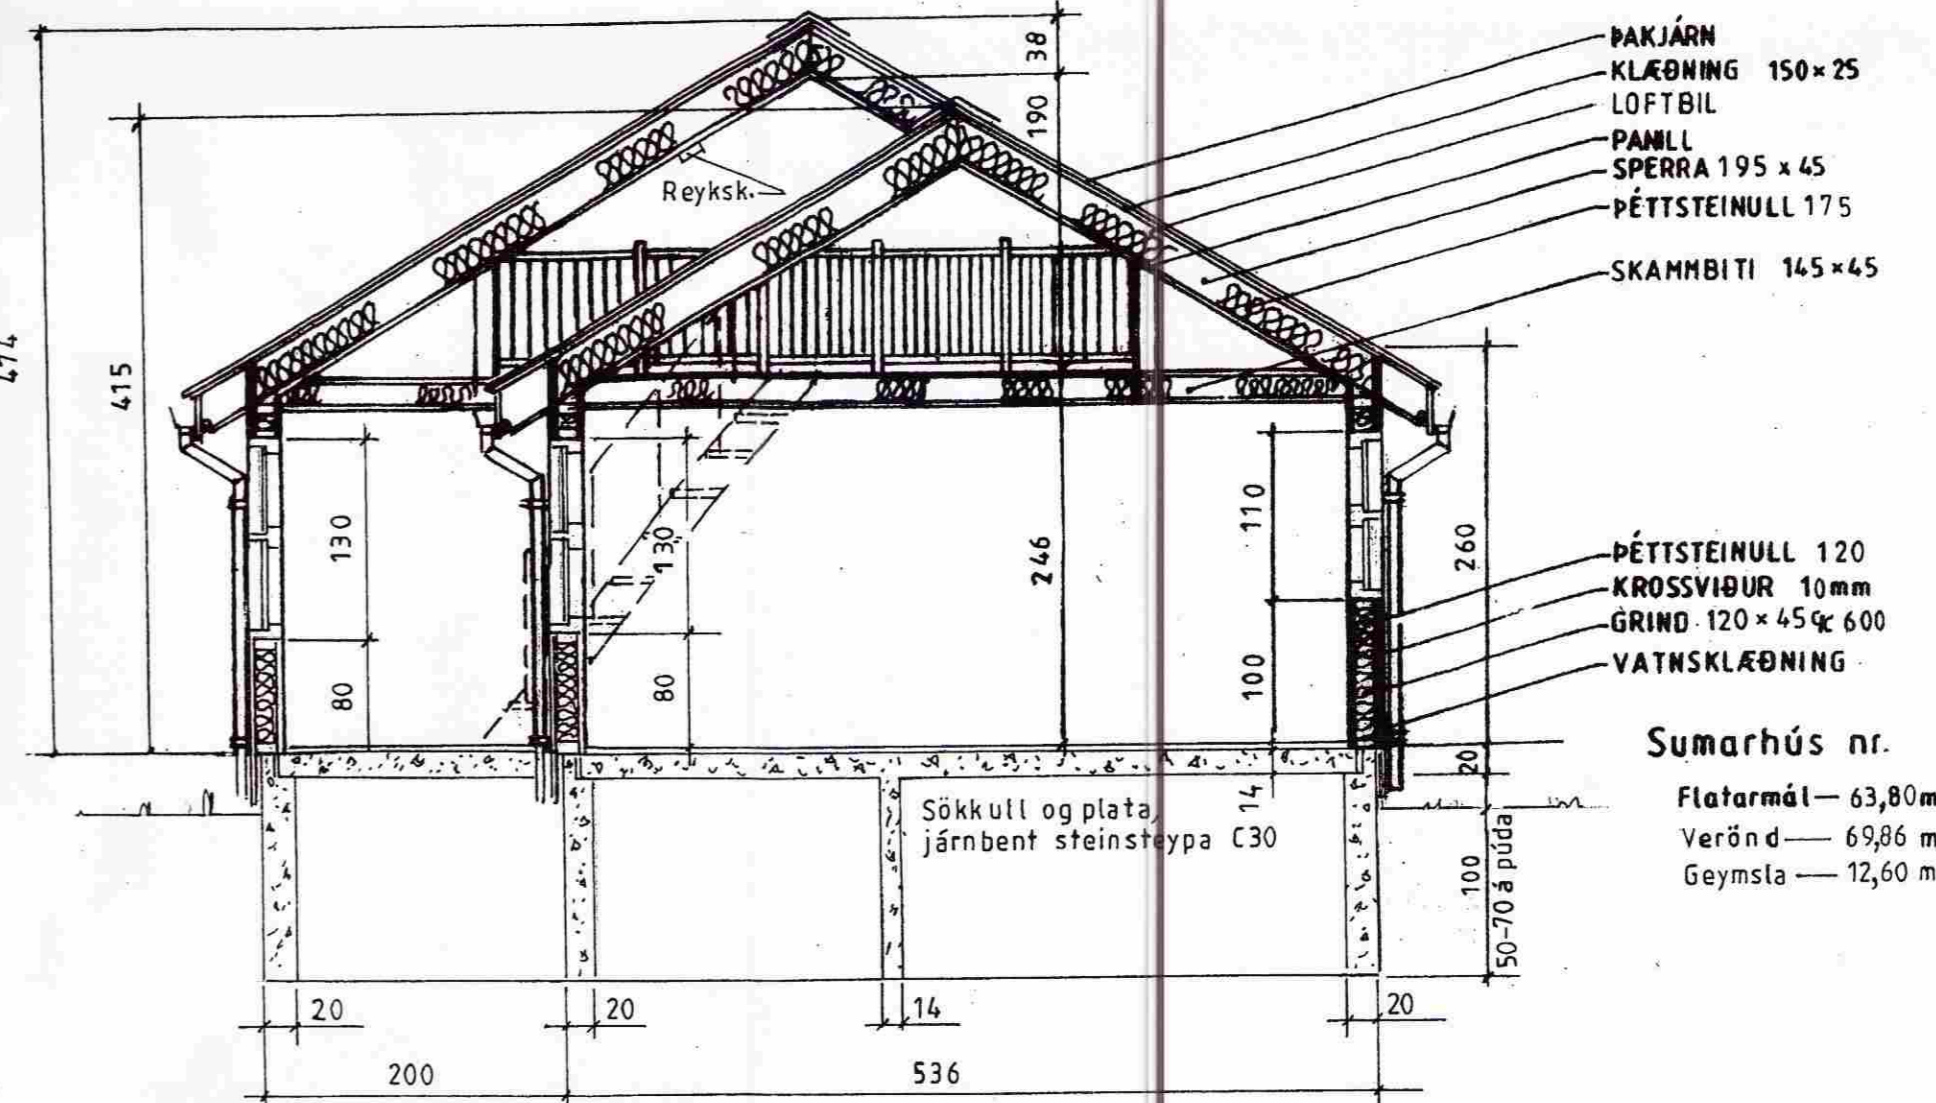 ÞAKJÁRN
KLÆÐNING 150×25
LOFTBIL
PANILL
SPERRA 195 x 45
ÞÉTTSTEINULL 175
SKAMMBITI 145×45
38
190
474
415
Reyksk.
130
130
246
110
260
80
80
100
20
ÞÉTTSTEINULL 120
KROSSVIÐUR 10mm
GRIND 120 × 45 600
VATNSKLÆÐNING
Sumarhús nr.
Flatarmál — 63,80m
Verönd — 69,86 m
Geymsla — 12,60 m
Sökkull og plata,
járnbent steinsteypa C30
14
100
50-70 á púða
20
20
14
20
200
536